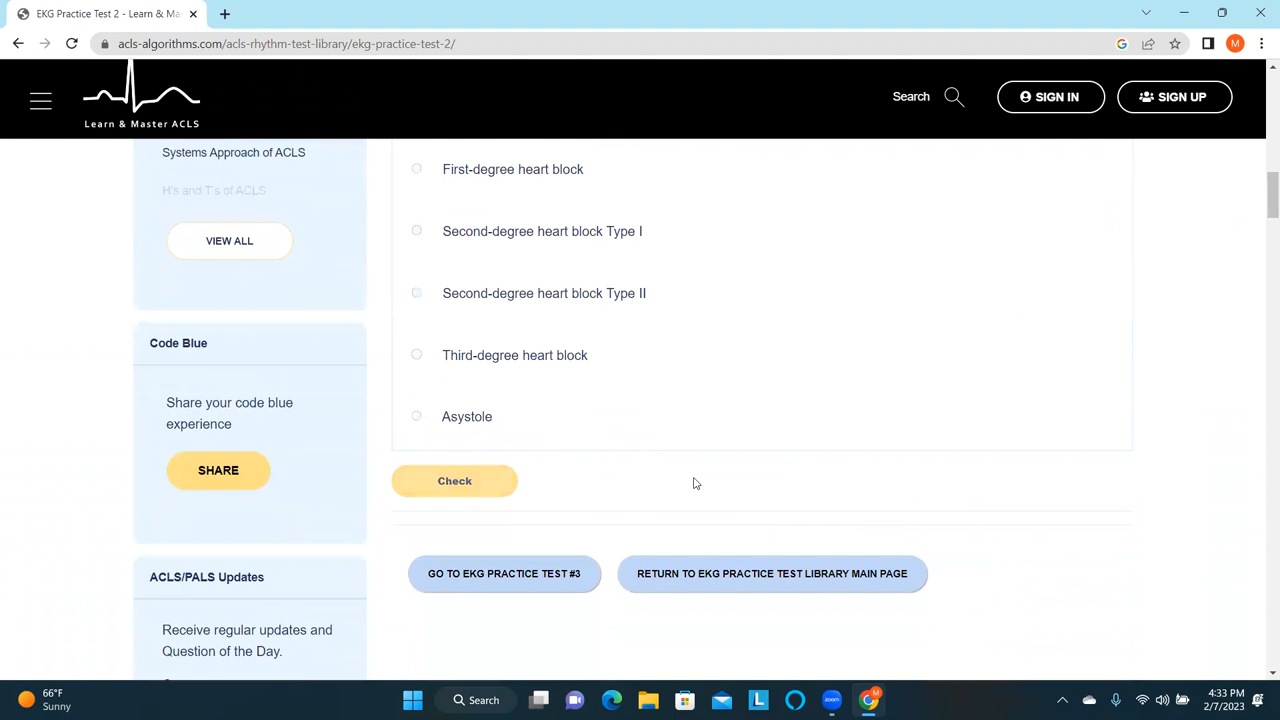 EKG Practice Test 2 - Learn & Ma
acls-algorithms.com/acls-rhythm-test-library/ekg-practice-test-2/
Learn & Master ACLS
Search
SIGN IN
SIGN UP
Systems Approach of ACLS
H's and T's of ACLS
VIEW ALL
Code Blue
Share your code blue
experience
SHARE
ACLS/PALS Updates
Receive regular updates and
Question of the Day.
First-degree heart block
Second-degree heart block Type I
Second-degree heart block Type II
Third-degree heart block
Asystole
Check
GO TO EKG PRACTICE TEST #3
RETURN TO EKG PRACTICE TEST LIBRARY MAIN PAGE
66°F
Sunny
Search
zoom
4:33 PM
2/7/2023